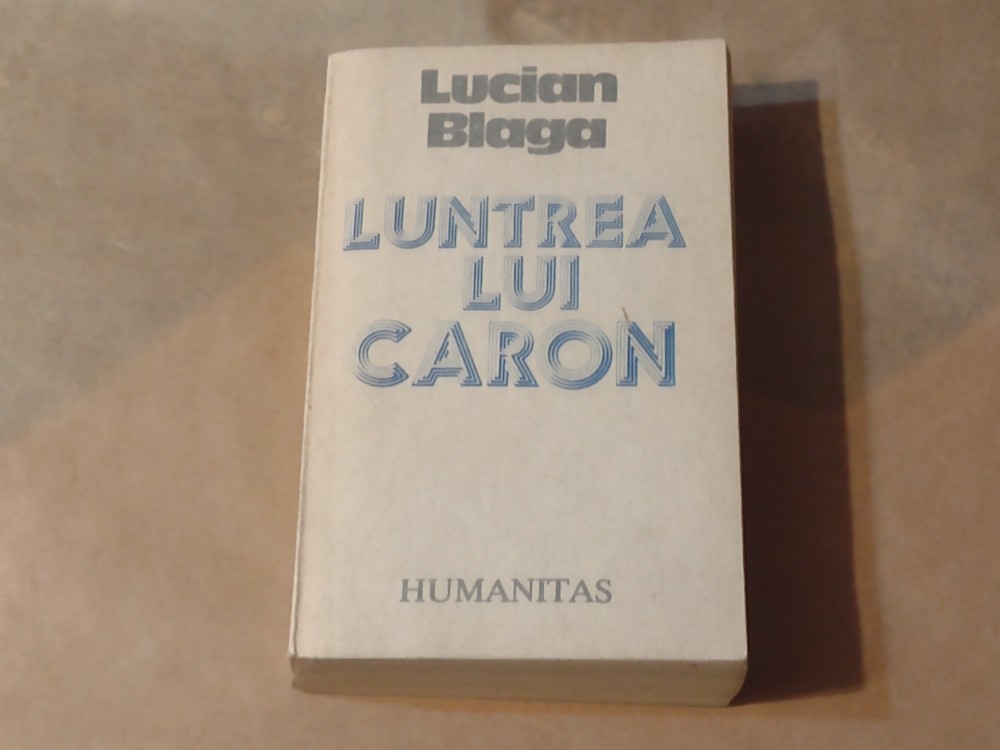 Lucian
Blaga
LUNTREA
LUI
CARON
HUMANITAS